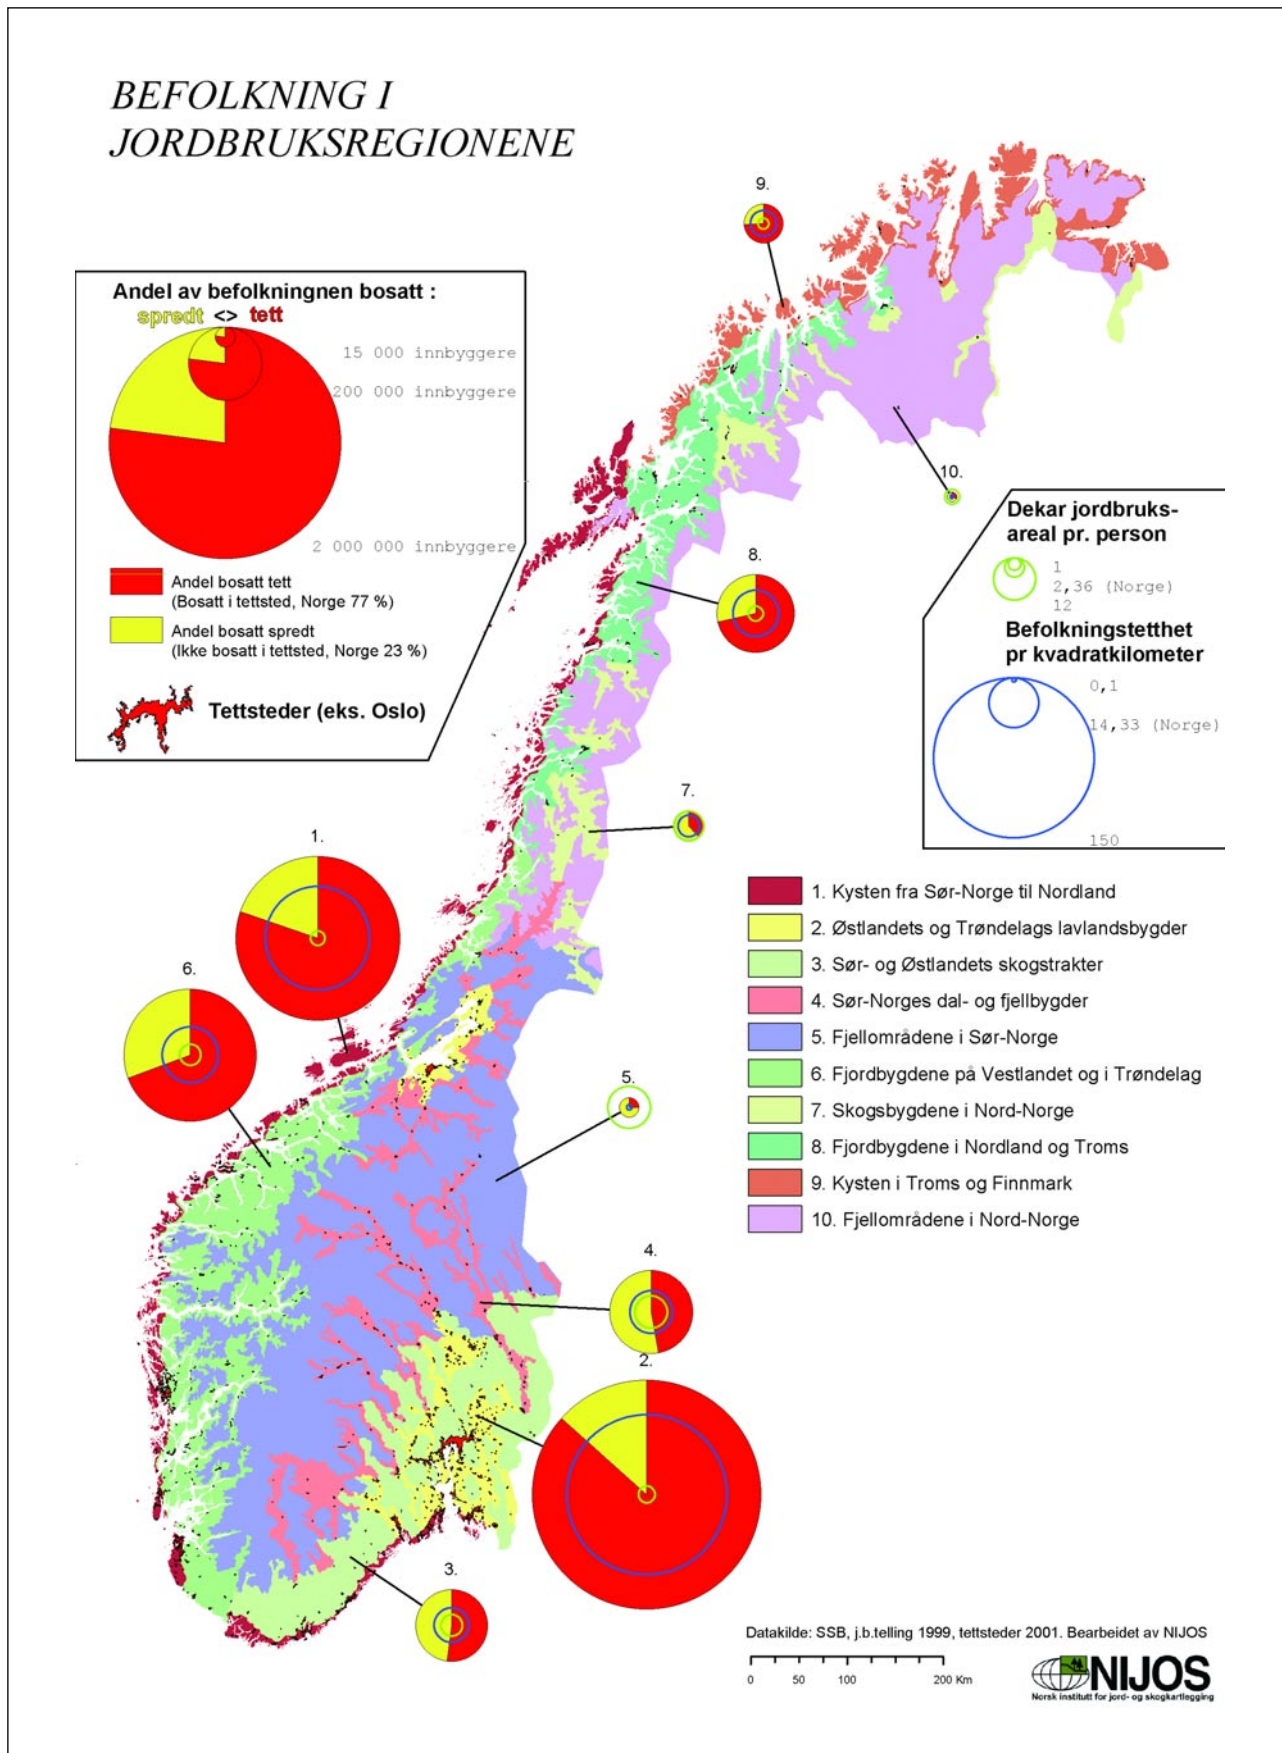 BEFOLKNING I
JORDBRUKSREGIONENE
Andel av befolkningnen bosatt :
spredt <> tett
15 000 innbyggere
200 000 innbyggere
2 000 000 innbyggere
Andel bosatt tett
(Bosatt i tettsted, Norge 77 %)
Andel bosatt spredt
(Ikke bosatt i tettsted, Norge 23 %)
Tettsteder (eks. Oslo)
9.
10.
8.
7.
1.
6.
5.
4.
2.
3.
Dekar jordbruks-
areal pr. person
1
2,36 (Norge)
12
Befolkningstetthet
pr kvadratkilometer
0,1
14,33 (Norge)
150
1. Kysten fra Sør-Norge til Nordland
2. Østlandets og Trøndelags lavlandsbygder
3. Sør- og Østlandets skogstrakter
4. Sør-Norges dal- og fjellbygder
5. Fjellområdene i Sør-Norge
6. Fjordbygdene på Vestlandet og i Trøndelag
7. Skogsbygdene i Nord-Norge
8. Fjordbygdene i Nordland og Troms
9. Kysten i Troms og Finnmark
10. Fjellområdene i Nord-Norge
Datakilde: SSB, j.b.telling 1999, tettsteder 2001. Bearbeidet av NIJOS
0 50 100 200 Km
NIJOS
Norsk institutt for jord- og skogkartlegging